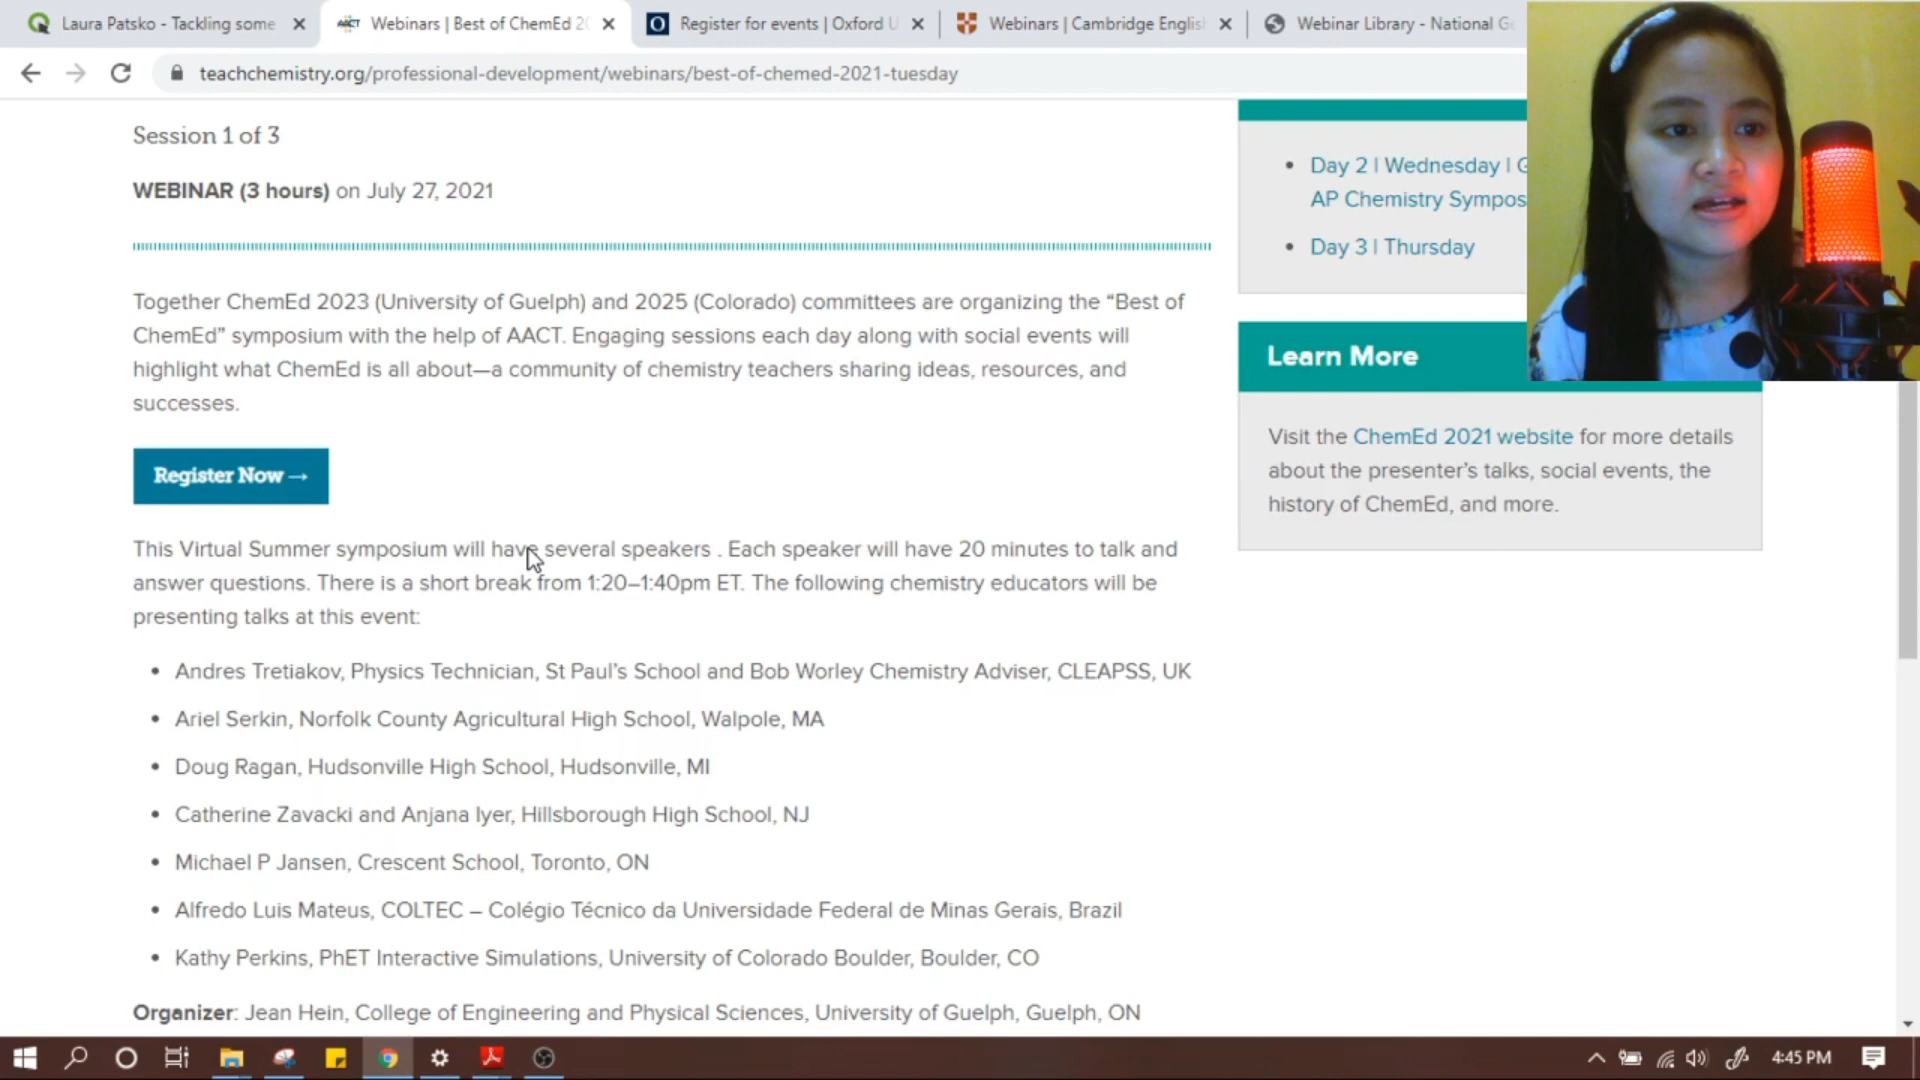 Laura Patsko - Tackling some
Webinars | Best of ChemEd 20
Register for events | Oxford U
Webinars | Cambridge English
Webinar Library - National Ge
teachchemistry.org/professional-development/webinars/best-of-chemed-2021-tuesday
Session 1 of 3
WEBINAR (3 hours) on July 27, 2021
Together ChemEd 2023 (University of Guelph) and 2025 (Colorado) committees are organizing the “Best of
ChemEd” symposium with the help of AACT. Engaging sessions each day along with social events will
highlight what ChemEd is all about—a community of chemistry teachers sharing ideas, resources, and
successes.
Register Now →
This Virtual Summer symposium will have several speakers . Each speaker will have 20 minutes to talk and
answer questions. There is a short break from 1:20–1:40pm ET. The following chemistry educators will be
presenting talks at this event:
• Andres Tretiakov, Physics Technician, St Paul’s School and Bob Worley Chemistry Adviser, CLEAPSS, UK
• Ariel Serkin, Norfolk County Agricultural High School, Walpole, MA
• Doug Ragan, Hudsonville High School, Hudsonville, MI
• Catherine Zavacki and Anjana Iyer, Hillsborough High School, NJ
• Michael P Jansen, Crescent School, Toronto, ON
• Alfredo Luis Mateus, COLTEC – Colégio Técnico da Universidade Federal de Minas Gerais, Brazil
• Kathy Perkins, PhET Interactive Simulations, University of Colorado Boulder, Boulder, CO
Organizer: Jean Hein, College of Engineering and Physical Sciences, University of Guelph, Guelph, ON
• Day 2 | Wednesday |
AP Chemistry Sympos
• Day 3 | Thursday
Learn More
Visit the ChemEd 2021 website for more details
about the presenter’s talks, social events, the
history of ChemEd, and more.
4:45 PM